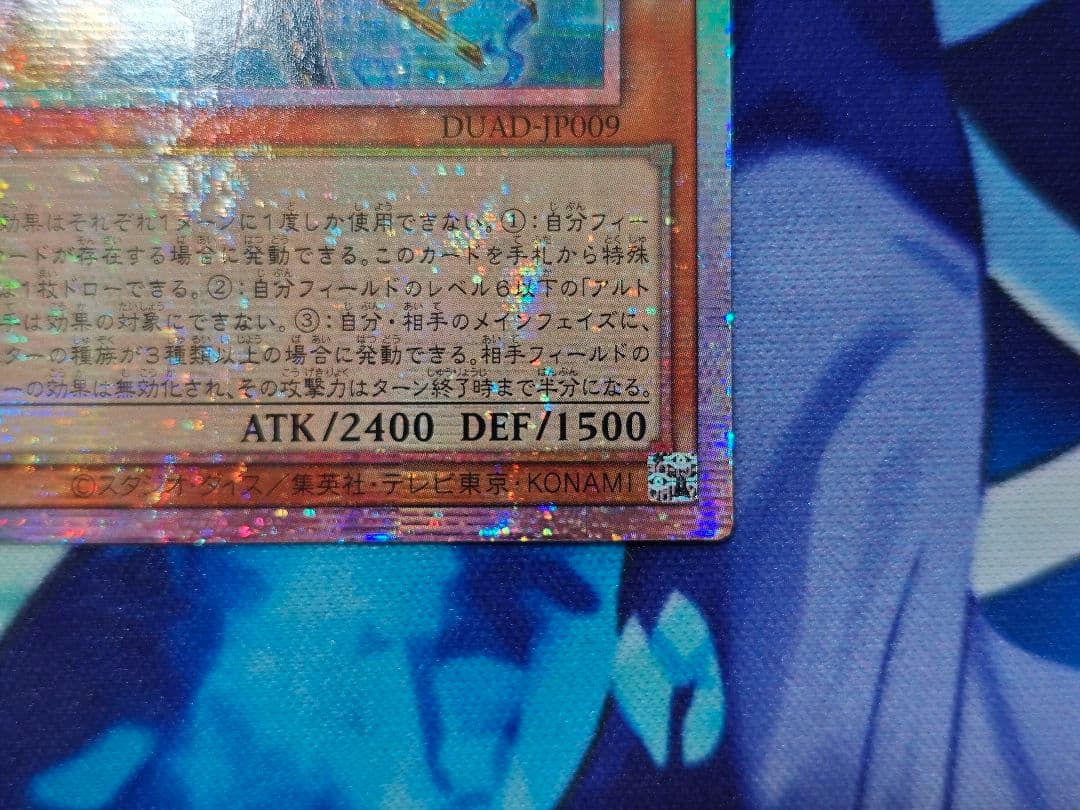 DUAD-JP009
効果はそれぞれ1ターンに1度しか使用できない。①:自分フィー
ードが存在する場合に発動できる。このカードを手札から特殊
は1枚ドローできる。②:自分フィールドのレベル6以下の「アルト
手は効果の対象にできない。③:自分・相手のメインフェイズに、
ターの種族が3種類以上の場合に発動できる。相手フィールドの
ーの効果は無効化され、その攻撃力はターン終了時まで半分になる。
ATK/2400 DEF/1500
©スタジオ・ダイス/集英社・テレビ東京・KONAMI